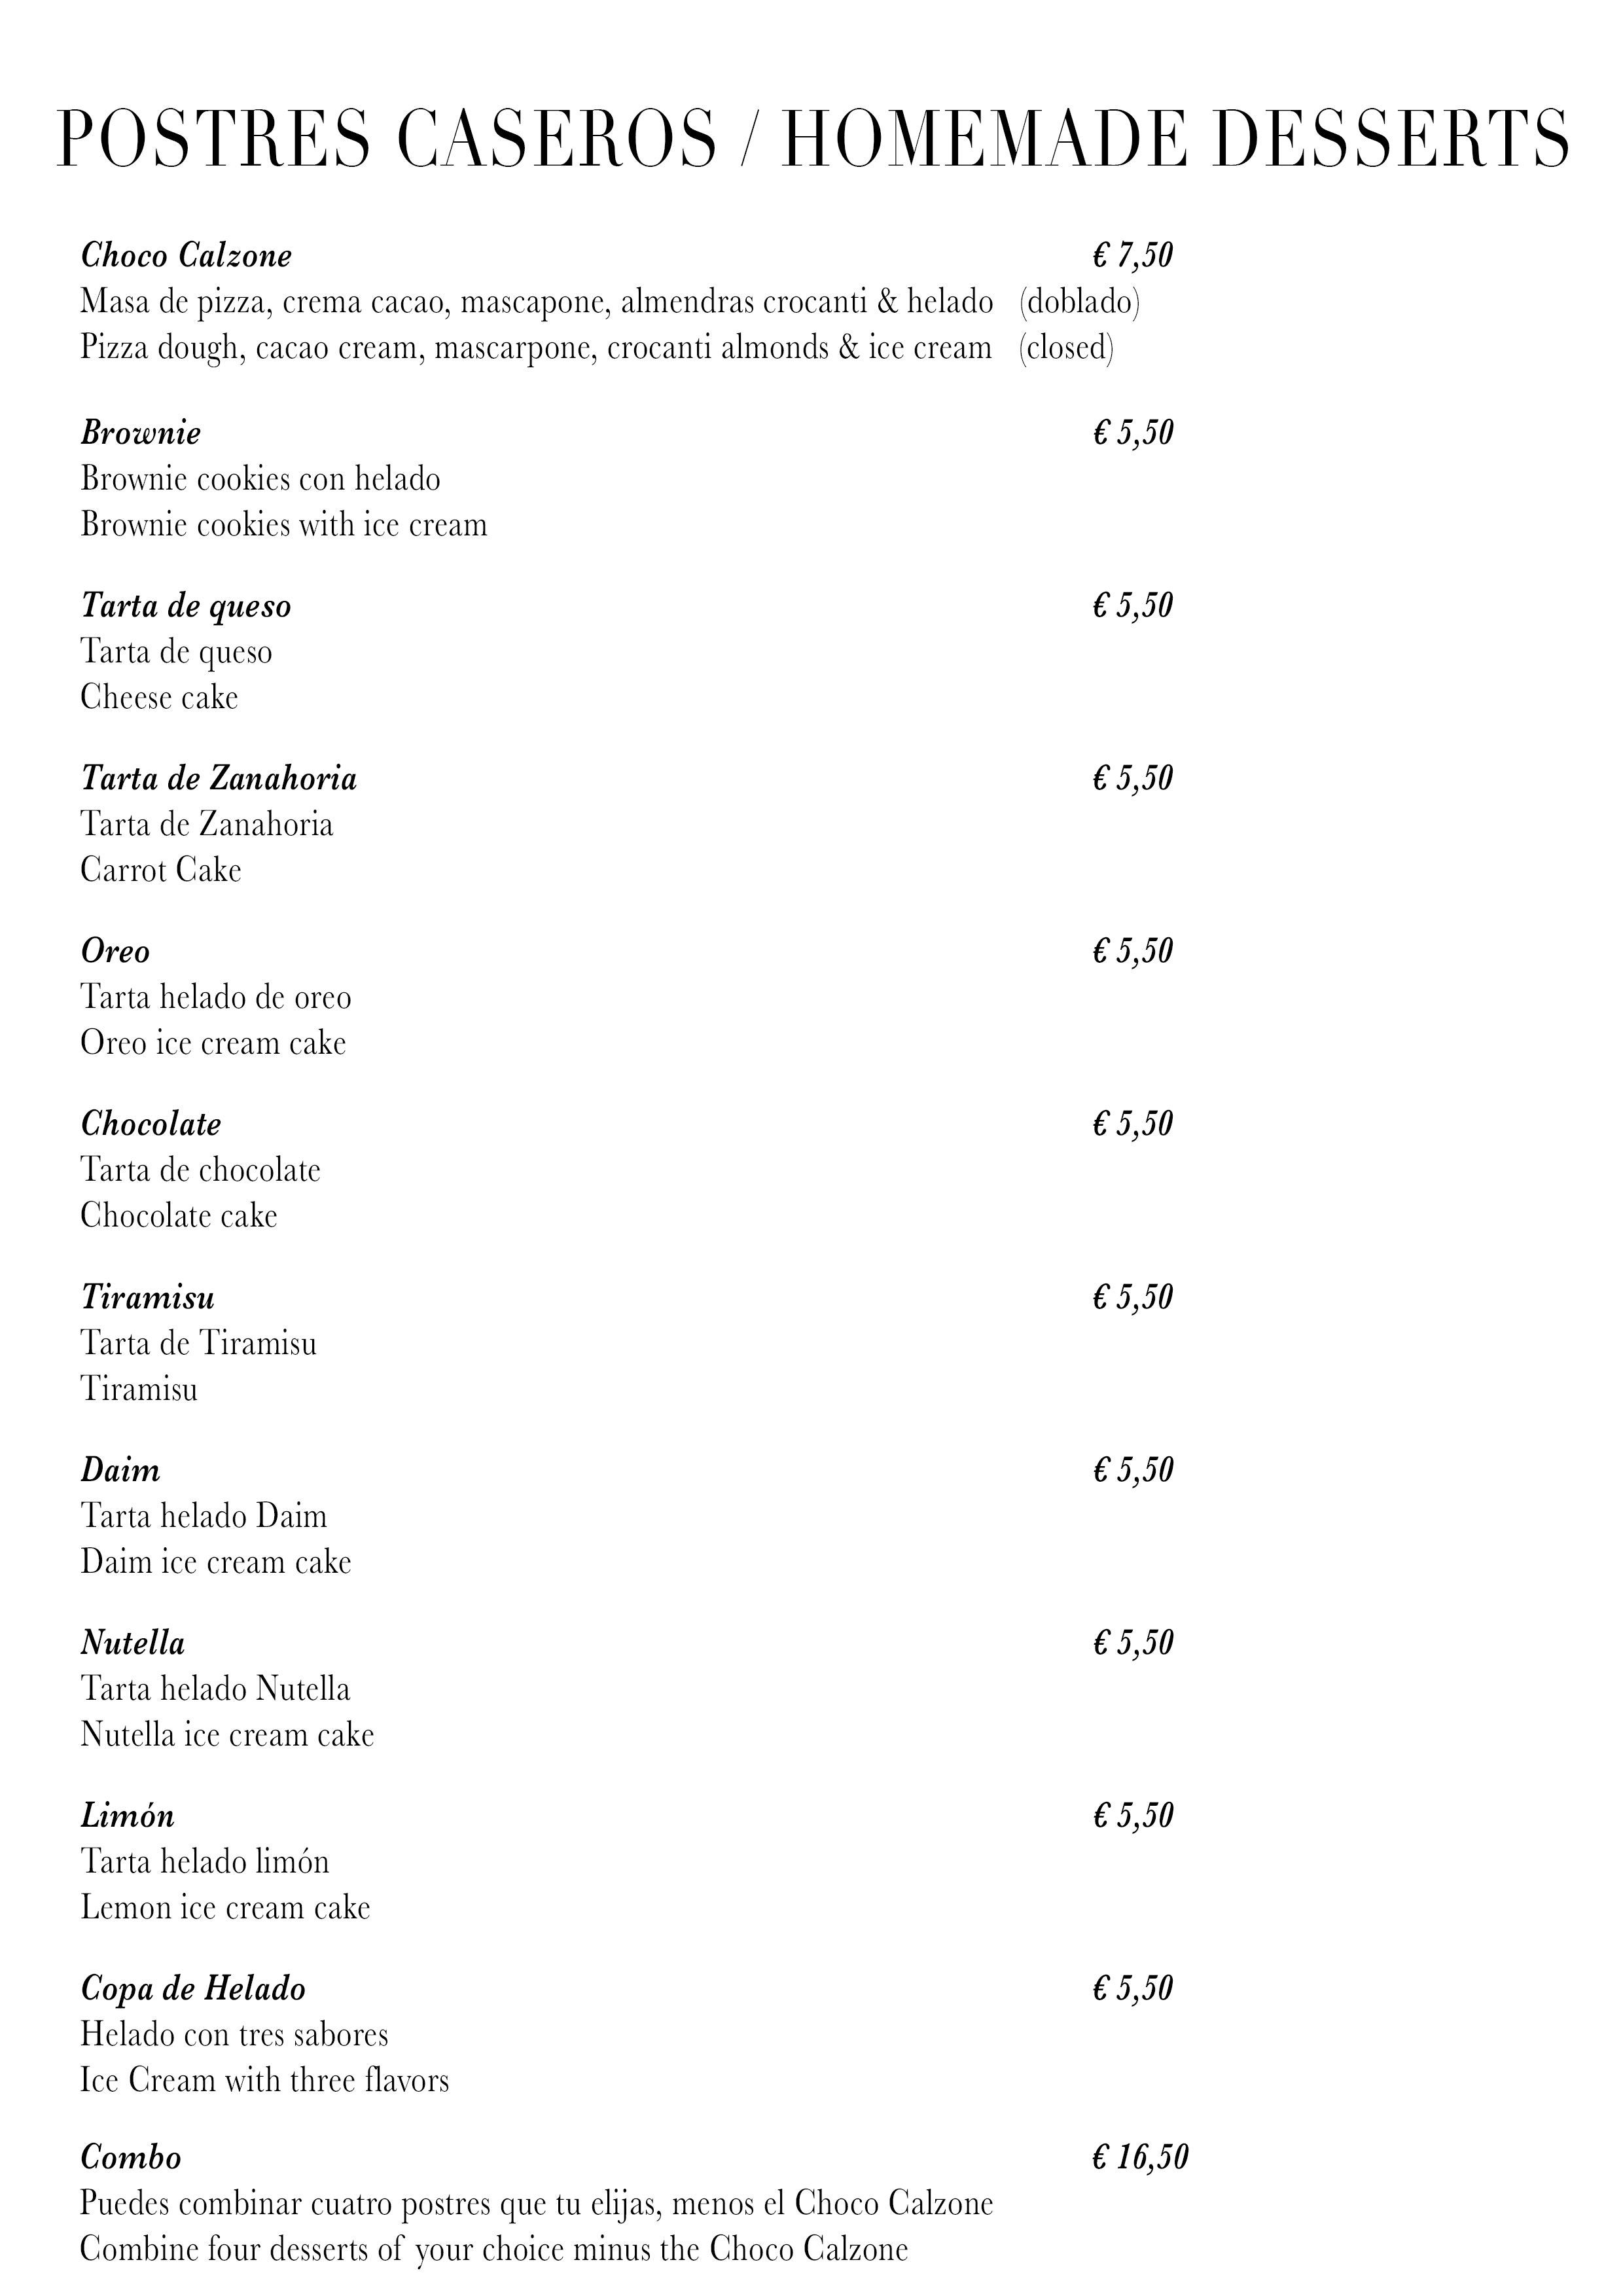 POSTRES CASEROS / HOMEMADE DESSERTS
Choco Calzone € 7,50
Masa de pizza, crema cacao, mascapone, almendras crocanti & helado (doblado)
Pizza dough, cacao cream, mascarpone, crocanti almonds & ice cream (closed)
Brownie € 5,50
Brownie cookies con helado
Brownie cookies with ice cream
Tarta de queso € 5,50
Tarta de queso
Cheese cake
Tarta de Zanahoria € 5,50
Tarta de Zanahoria
Carrot Cake
Oreo € 5,50
Tarta helado de oreo
Oreo ice cream cake
Chocolate € 5,50
Tarta de chocolate
Chocolate cake
Tiramisu € 5,50
Tarta de Tiramisu
Tiramisu
Daim € 5,50
Tarta helado Daim
Daim ice cream cake
Nutella € 5,50
Tarta helado Nutella
Nutella ice cream cake
Limón € 5,50
Tarta helado limón
Lemon ice cream cake
Copa de Helado € 5,50
Helado con tres sabores
Ice Cream with three flavors
Combo € 16,50
Puedes combinar cuatro postres que tu elijas, menos el Choco Calzone
Combine four desserts of your choice minus the Choco Calzone